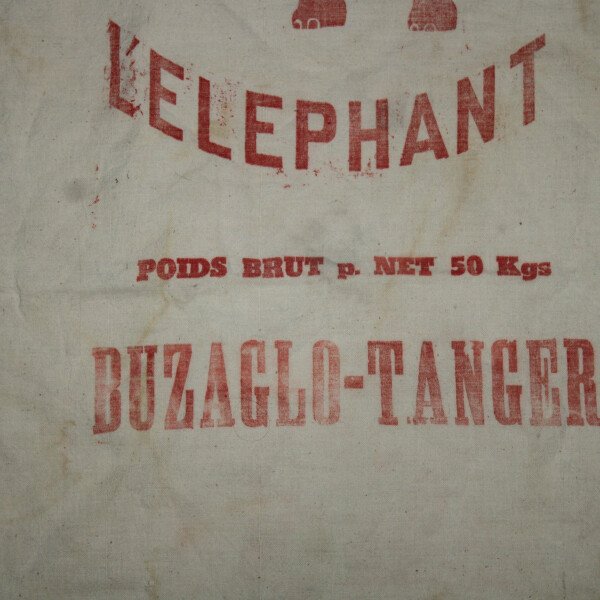 L'ELEPHANT
POIDS BRUT p. NET 50 Kgs
BUZAGLO-TANGER